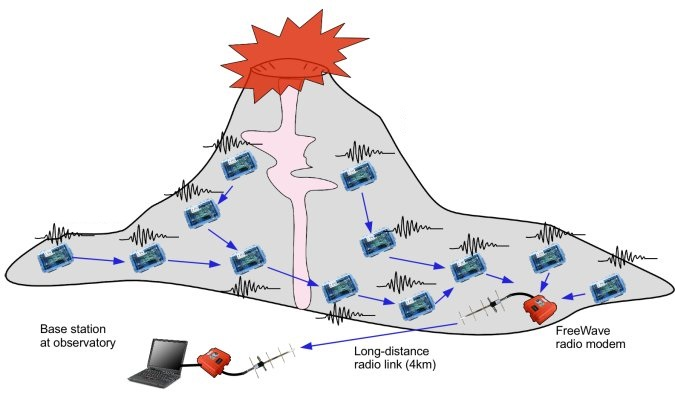 Base station
at observatory
FreeWave
radio modem
Long-distance
radio link (4km)